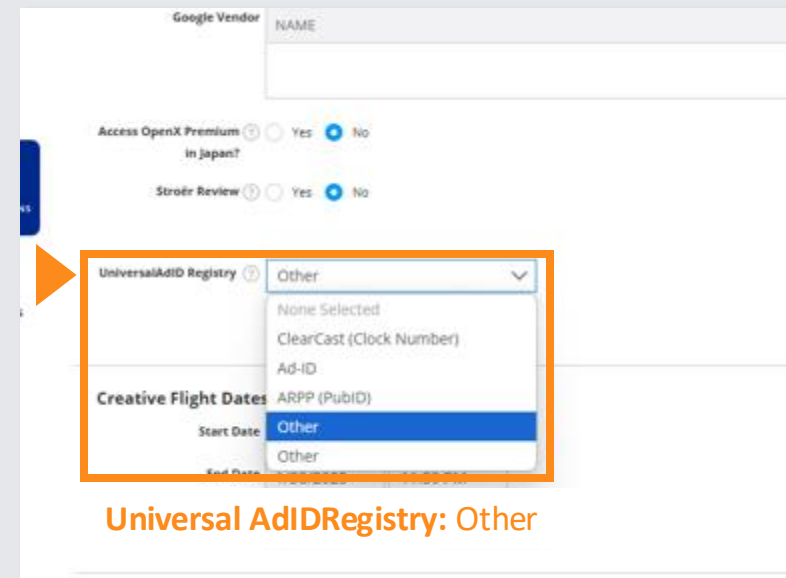 Google Vendor
NAME
Access OpenX Premium ? Yes No
in Japan?
Stroër Review ? Yes No
NS
UniversalAdID Registry ? Other
s
None Selected
ClearCast (Clock Number)
Ad-ID
ARPP (PubID)
Creative Flight Dates
Other
Start Date
Other
End Date
Universal AdIDRegistry: Other